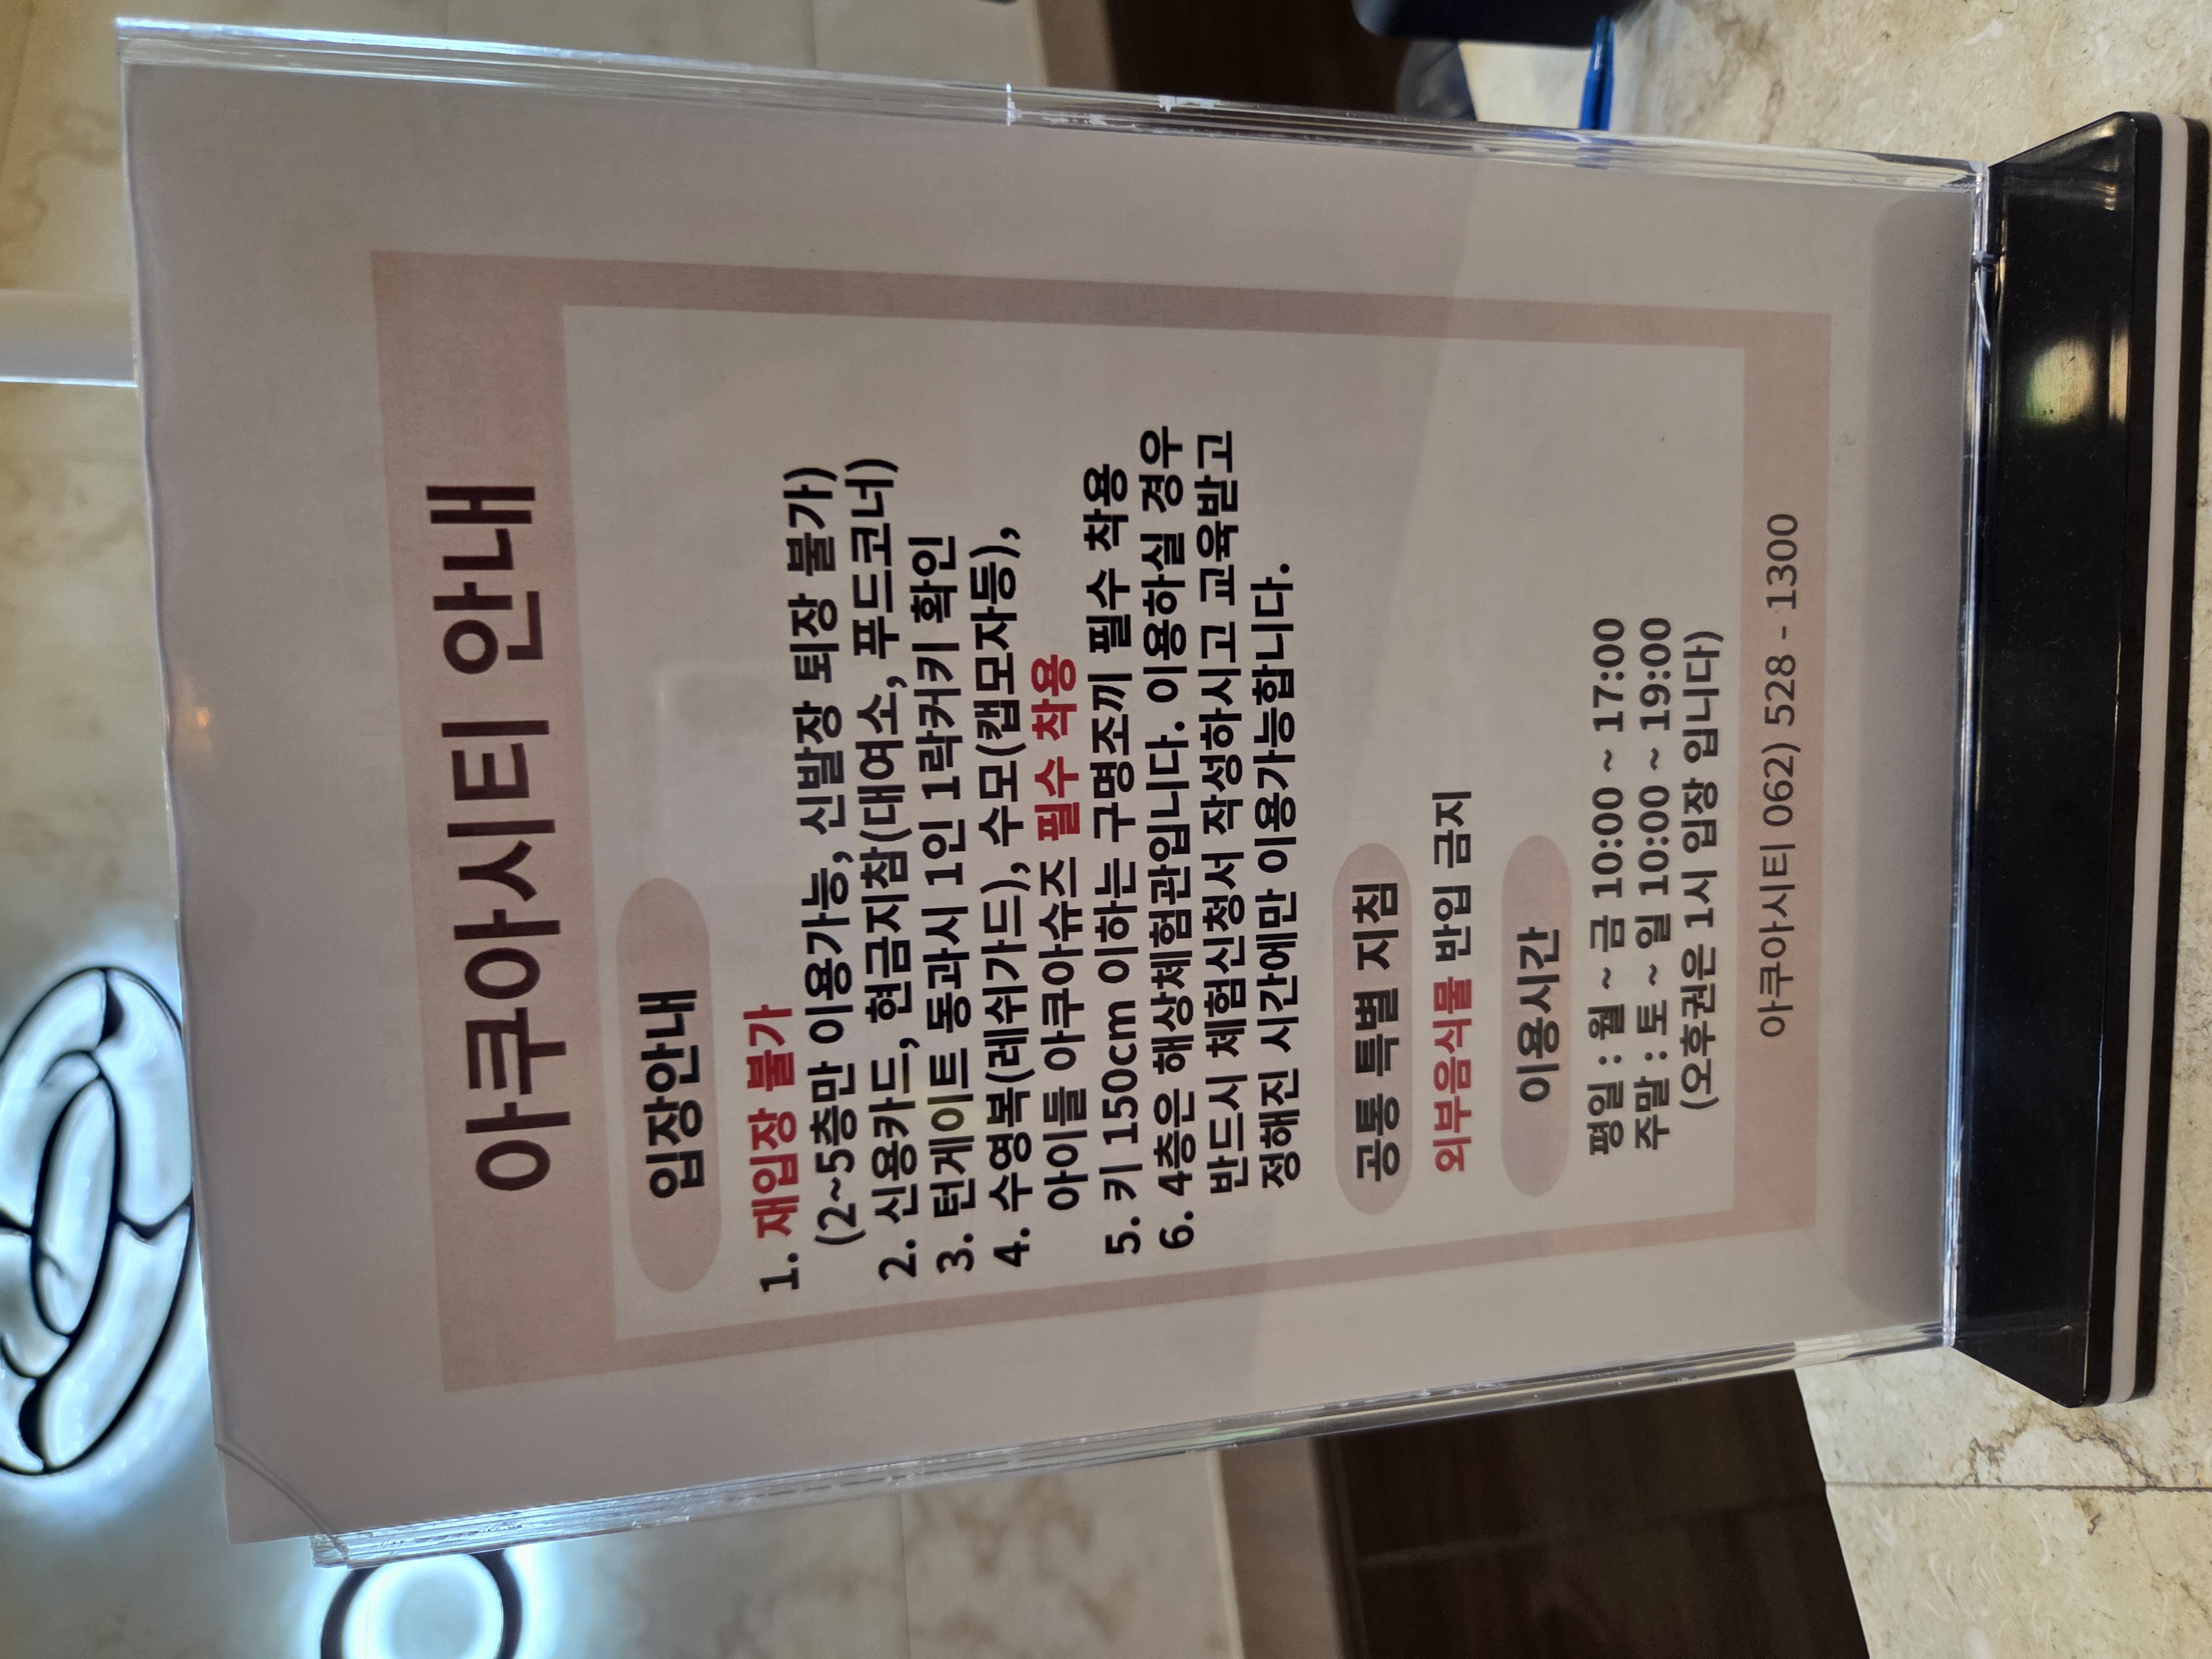 아쿠아시티 안내
입장안내
1. 재입장 불가
(2~5층만 이용가능, 신발장 퇴장 불가)
2. 신용카드, 현금지참(대여소, 푸드코너)
3. 턴게이트 통과시 1인 1락커키 확인
4. 수영복(레쉬가드), 수모(캡모자등),
아이들 아쿠아슈즈 필수 착용
5. 키 150cm 이하는 구명조끼 필수 착용
6. 4층은 해상체험관입니다. 이용하실 경우
반드시 체험신청서 작성하시고 교육받고
정해진 시간에만 이용가능합니다.
공통 특별 지침
외부음식물 반입 금지
이용시간
평일 : 월 ~ 금 10:00 ~ 17:00
주말 : 토 ~ 일 10:00 ~ 19:00
(오후권은 1시 입장 입니다)
아쿠아시티 062) 528 - 1300